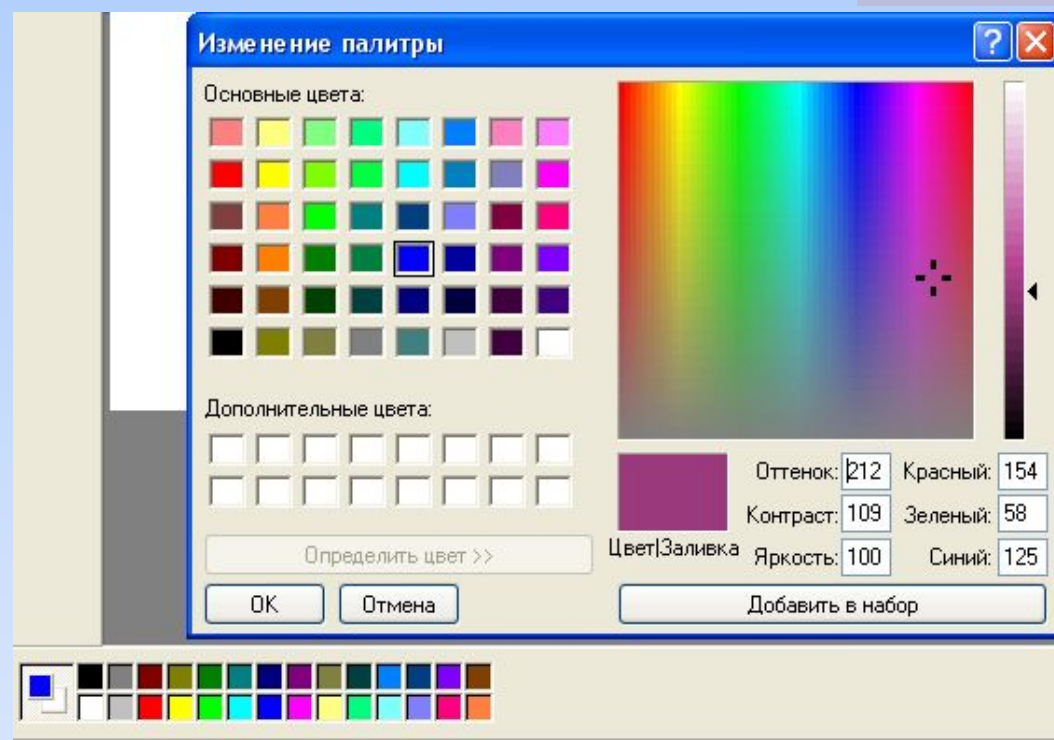 Изменение палитры
Основные цвета:
Дополнительные цвета:
Определить цвет >>
ОК
Отмена
Цвет|Заливка
Оттенок: 212
Контраст: 109
Яркость: 100
Красный: 154
Зеленый: 58
Синий: 125
Добавить в набор